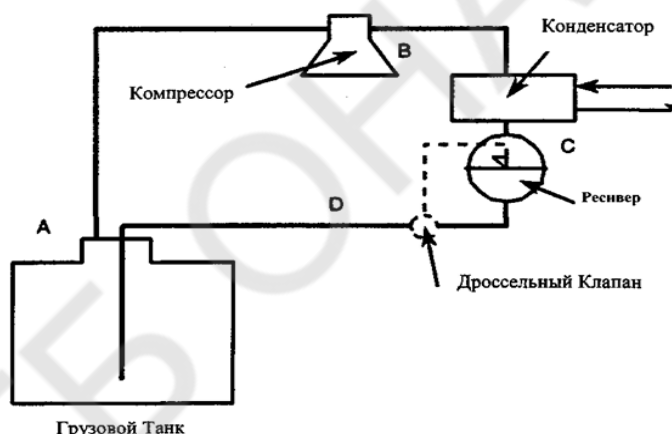 Конденсатор
B
Компрессор
C
Ресивер
D
A
Дроссельный Клапан
Грузовой Танк